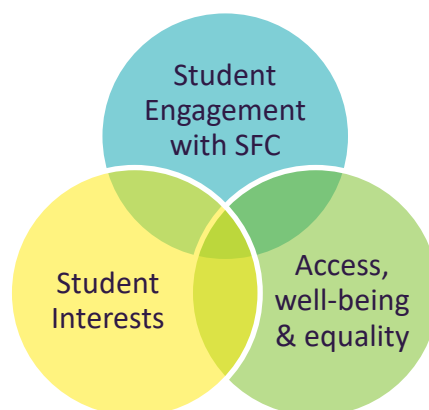 Student
Engagement
with SFC
Student
Interests
Access,
well-being
& equality